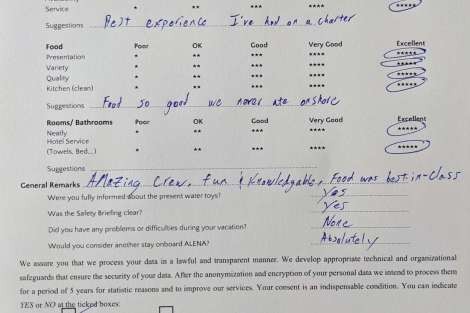 Service * ** *** **** *****
Suggestions Best experience I've had on a charter
Food Poor OK Good Very Good Excellent
Presentation * ** *** **** *****
Variety * ** *** **** *****
Quality * ** *** **** *****
Kitchen (clean) * ** *** **** *****
Suggestions Food so good we never ate onshore
Rooms/ Bathrooms Poor OK Good Very Good Excellent
Neatly * ** *** **** *****
Hotel Service
(Towels, Bed...) * ** *** **** *****
Suggestions
General Remarks AMAzing Crew, fun & Knowledgable, Food was best in-class
Were you fully informed about the present water toys? Yes
Was the Safety Briefing clear? Yes
Did you have any problems or difficulties during your vacation? None
Would you consider another stay onboard ALENA? Absolutely
We assure you that we process your data in a lawful and transparent manner. We develop appropriate technical and organizational
safeguards that ensure the security of your data. After the anonymization and encryption of your personal data we intend to process them
for a period of 5 years for statistic reasons and to improve our services. Your consent is an indispensable condition. You can indicate
YES or NO at the ticked boxes: